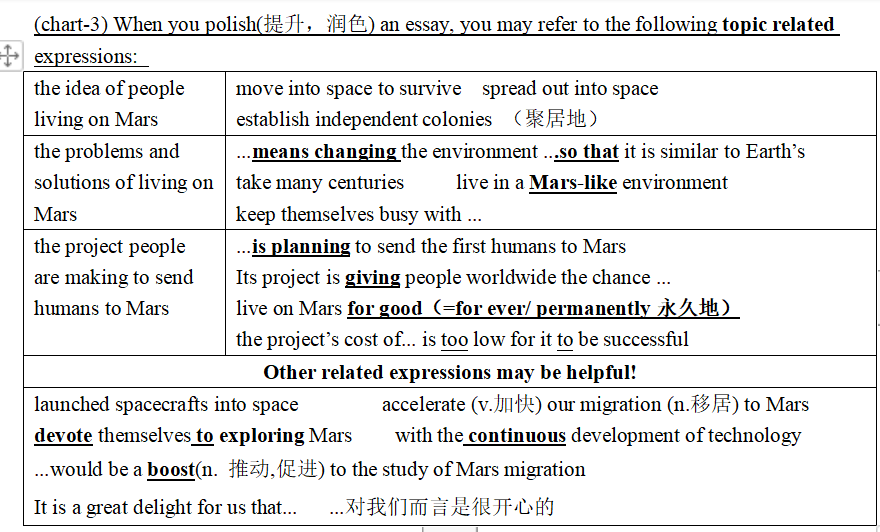 (chart-3) When you polish(提升，润色) an essay, you may refer to the following topic related
expressions:
the idea of people
living on Mars
move into space to survive spread out into space
establish independent colonies （聚居地）
the problems and
solutions of living on
Mars
...means changing the environment ...so that it is similar to Earth's
take many centuries live in a Mars-like environment
keep themselves busy with ...
the project people
are making to send
humans to Mars
...is planning to send the first humans to Mars
Its project is giving people worldwide the chance ...
live on Mars for good（=for ever/ permanently 永久地）
the project's cost of... is too low for it to be successful
Other related expressions may be helpful!
launched spacecrafts into space accelerate (v.加快) our migration (n.移居) to Mars
devote themselves to exploring Mars with the continuous development of technology
...would be a boost(n. 推动,促进) to the study of Mars migration
It is a great delight for us that... ...对我们而言是很开心的